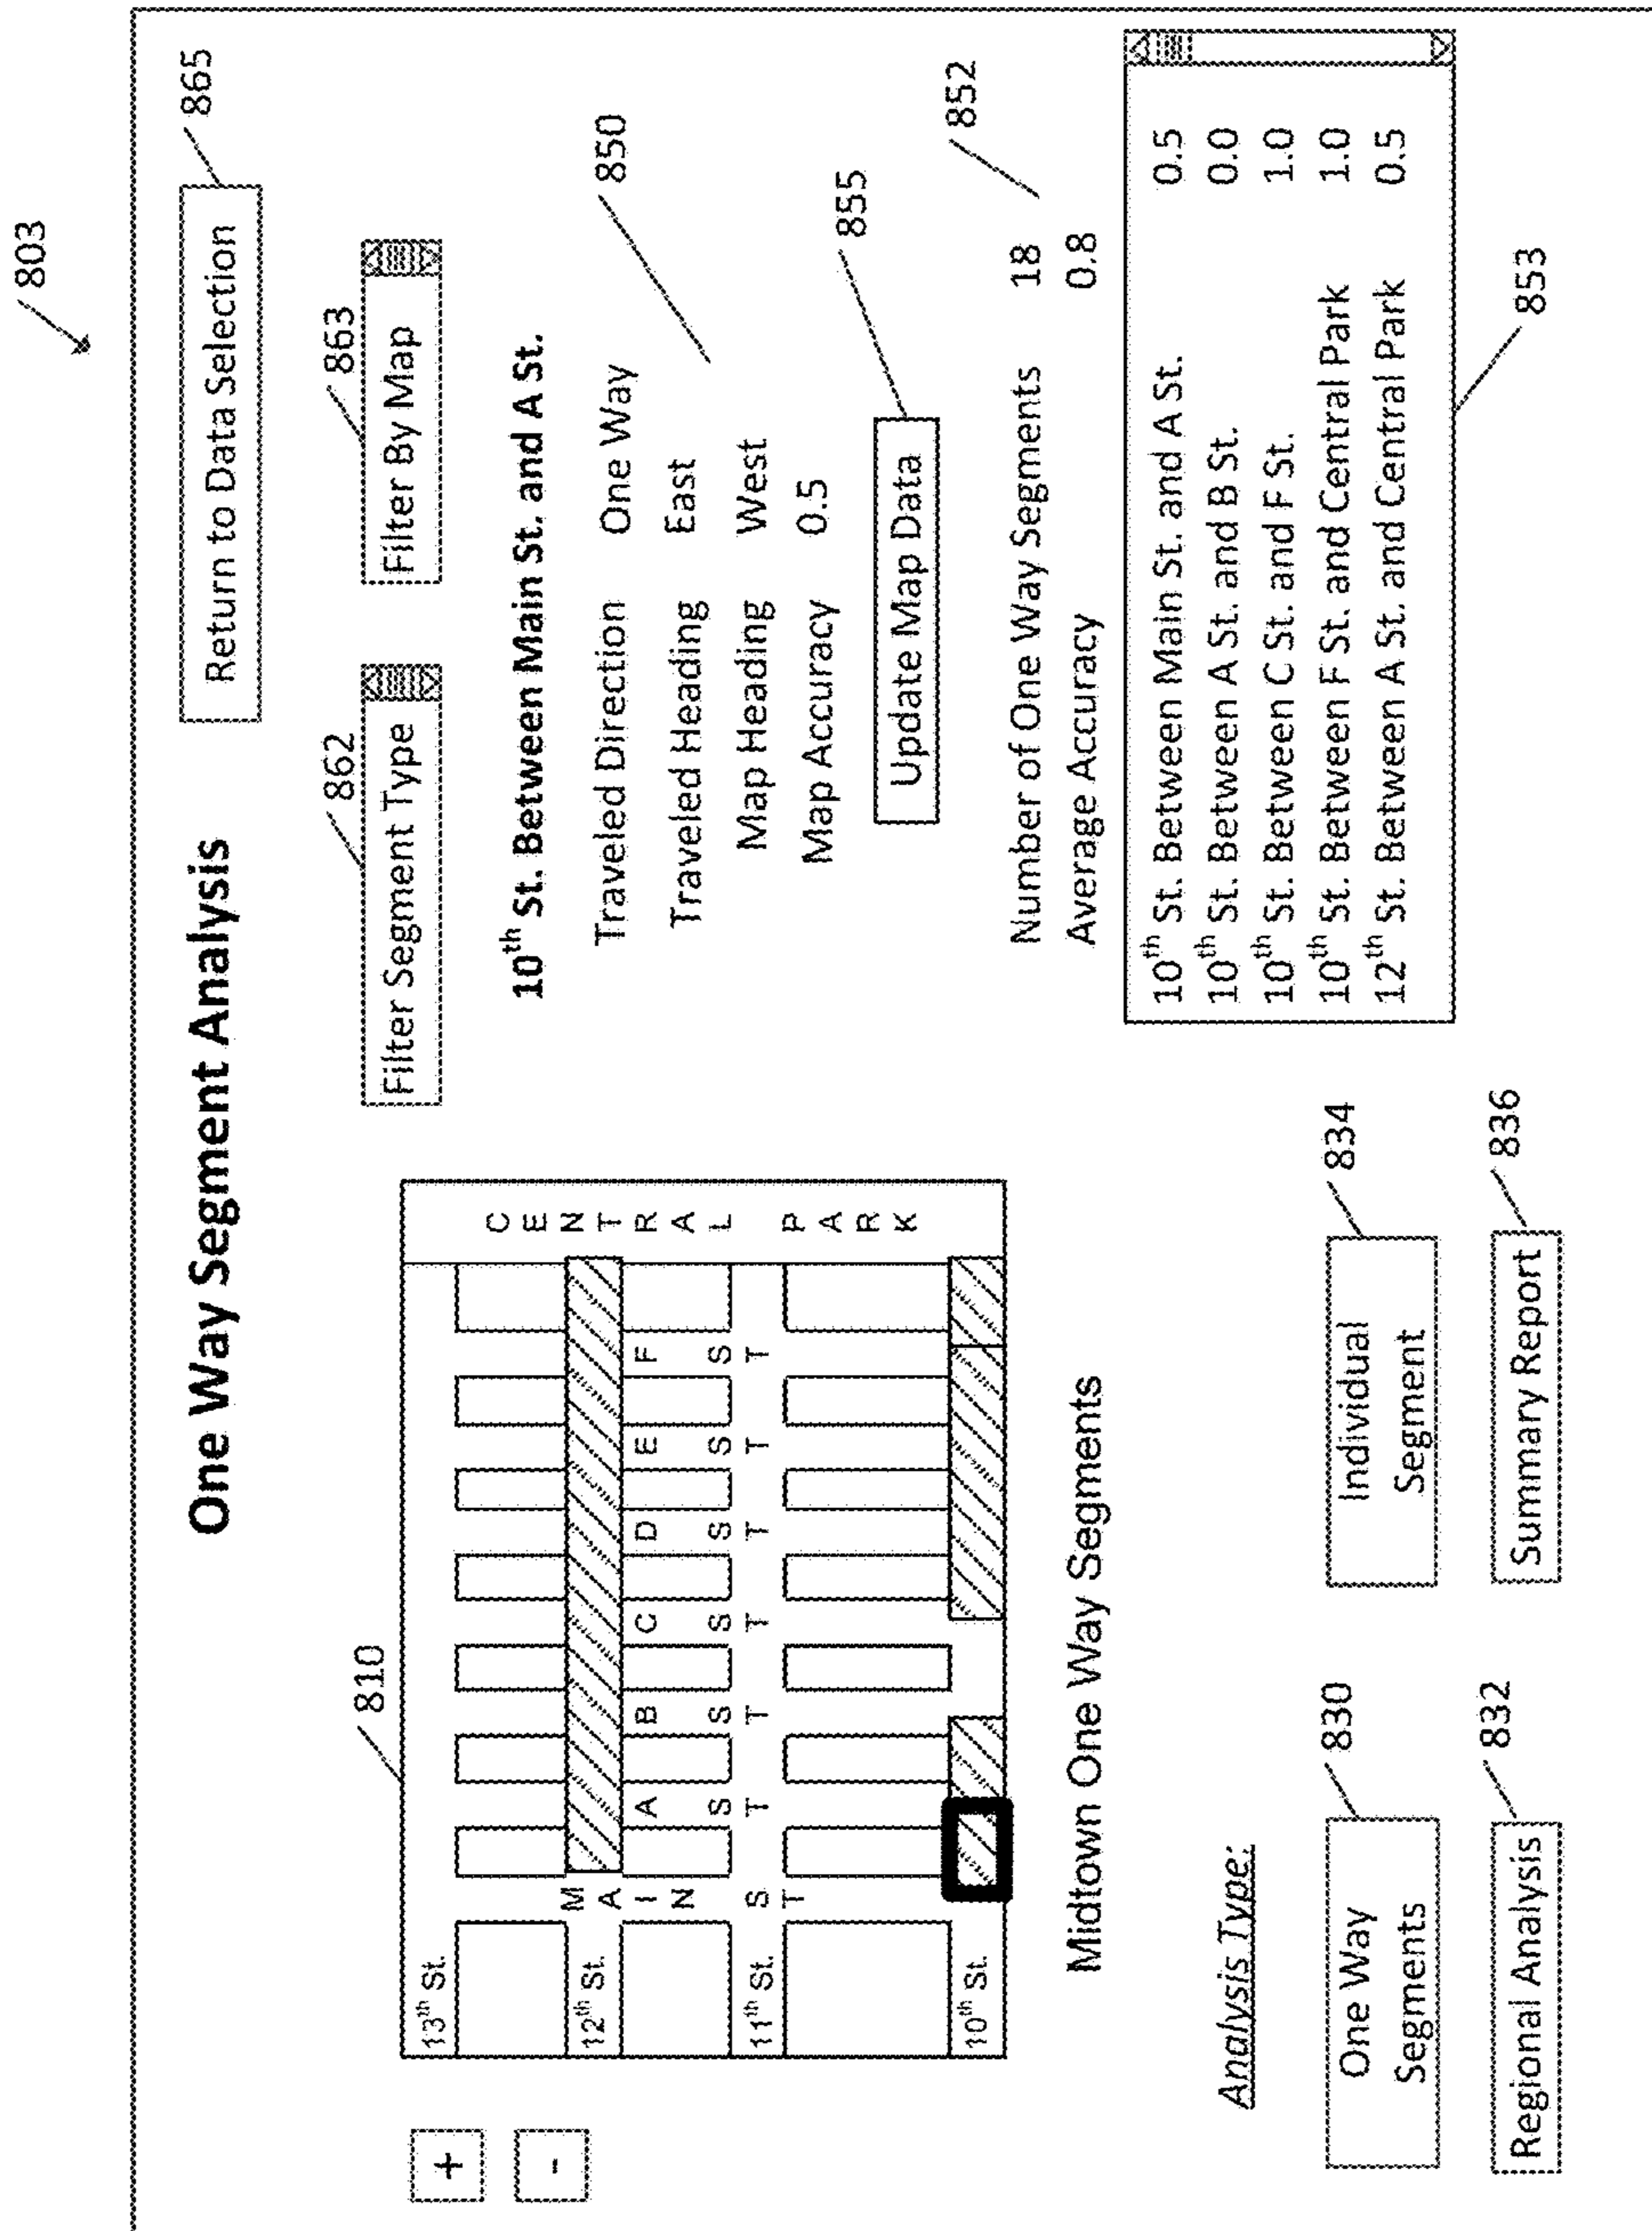 803
One Way Segment Analysis
Return to Data Selection
865
810
862
863
Filter Segment Type
Filter By Map
+
-
13th St.
12th St.
11th St.
10th St.
MAIN ST
A ST
B ST
C ST
D ST
E ST
F ST
CENTRAL PARK
Midtown One Way Segments
10th St. Between Main St. and A St.
Traveled Direction One Way
Traveled Heading East
Map Heading West
Map Accuracy 0.5
850
Update Map Data
855
Number of One Way Segments 18
Average Accuracy 0.8
852
10th St. Between Main St. and A St. 0.5
10th St. Between A St. and B St. 0.0
10th St. Between C St. and F St. 1.0
10th St. Between F St. and Central Park 1.0
12th St. Between A St. and Central Park 0.5
853
Analysis Type:
830
One Way
Segments
834
Individual
Segment
832
Regional Analysis
836
Summary Report